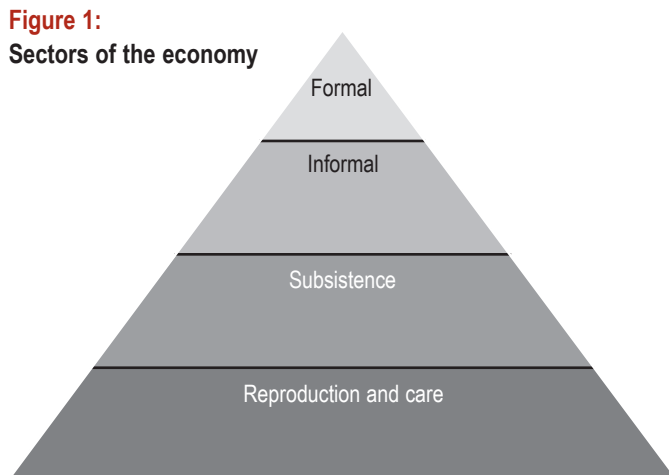 Figure 1:
Sectors of the economy
Formal
Informal
Subsistence
Reproduction and care